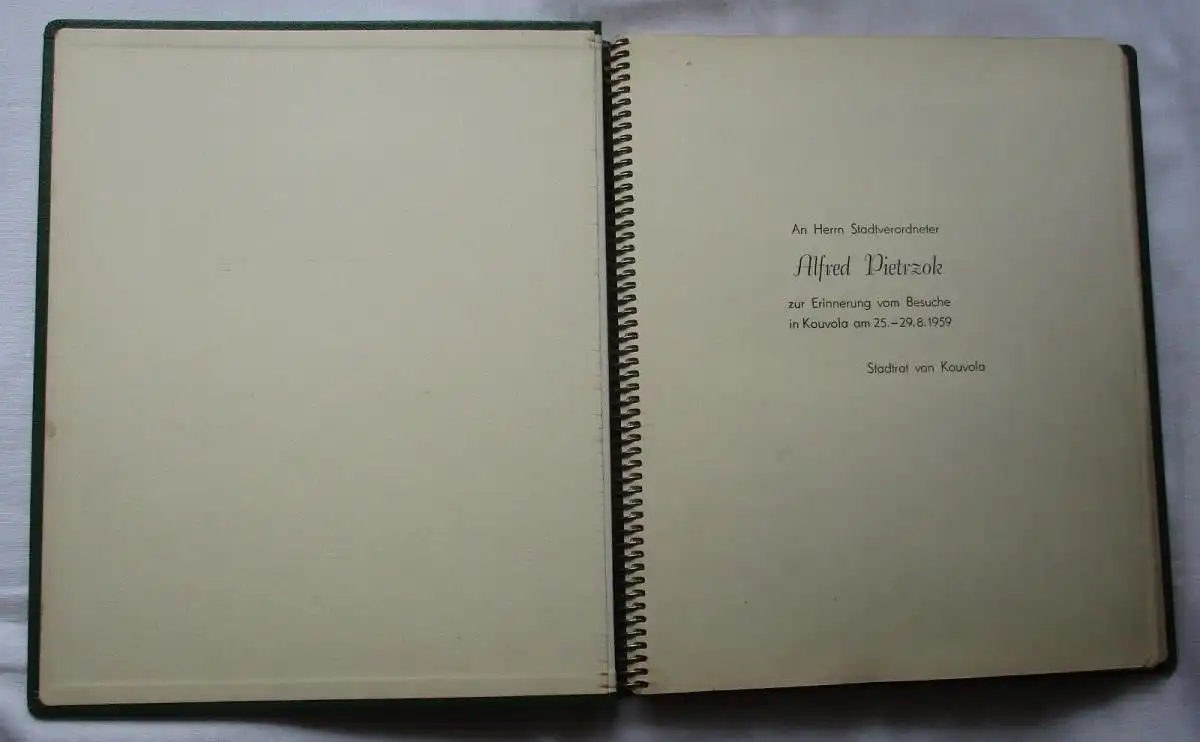 An Herrn Stadtverordneter
Alfred Pietrzok
zur Erinnerung vom Besuche
in Kouvola am 25.–29.8.1959
Stadtrat von Kouvola